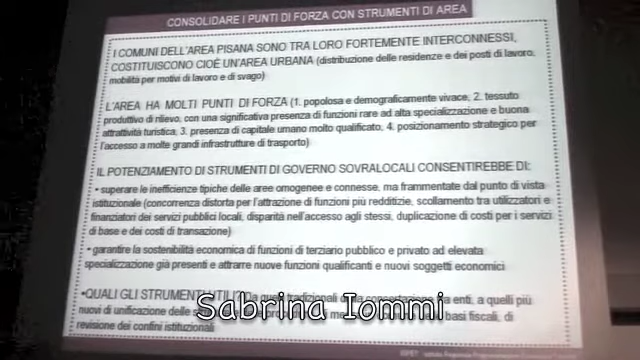 CONSOLIDARE I PUNTI DI FORZA CON STRUMENTI DI AREA
I COMUNI DELL'AREA PISANA SONO TRA LORO FORTEMENTE INTERCONNESSI,
COSTITUISCONO CIOÈ UN'AREA URBANA (distribuzione delle residenze e dei posti di lavoro,
mobilità per motivi di lavoro e di svago)
L'AREA HA MOLTI PUNTI DI FORZA (1. popolosa e demograficamente vivace, 2. tessuto
produttivo di rilievo, con una significativa presenza di funzioni rare ad alta specializzazione e buona
attrattività turistica, 3. presenza di capitale umano molto qualificato, 4. posizionamento strategico per
l'accesso a molte grandi infrastrutture di trasporto)
IL POTENZIAMENTO DI STRUMENTI DI GOVERNO SOVRALOCALI CONSENTIREBBE DI:
• superare le inefficienze tipiche delle aree omogenee e connesse, ma frammentate dal punto di vista
istituzionale (concorrenza distorta per l'attrazione di funzioni più redditizie, scollamento tra utilizzatori e
finanziatori dei servizi pubblici locali, disparità nell'accesso agli stessi, duplicazione di costi per i servizi
di base e dei costi di transazione)
• garantire la sostenibilità economica di funzioni di terziario pubblico e privato ad elevata
specializzazione già presenti e attrarre nuove funzioni qualificanti e nuovi soggetti economici
•QUALI GLI STRUMENTI UTILI? tradizionali enti, a quelli più
nuovi di unificazione delle basi fiscali, di
revisione dei confini istituzionali
Sabrina Iommi